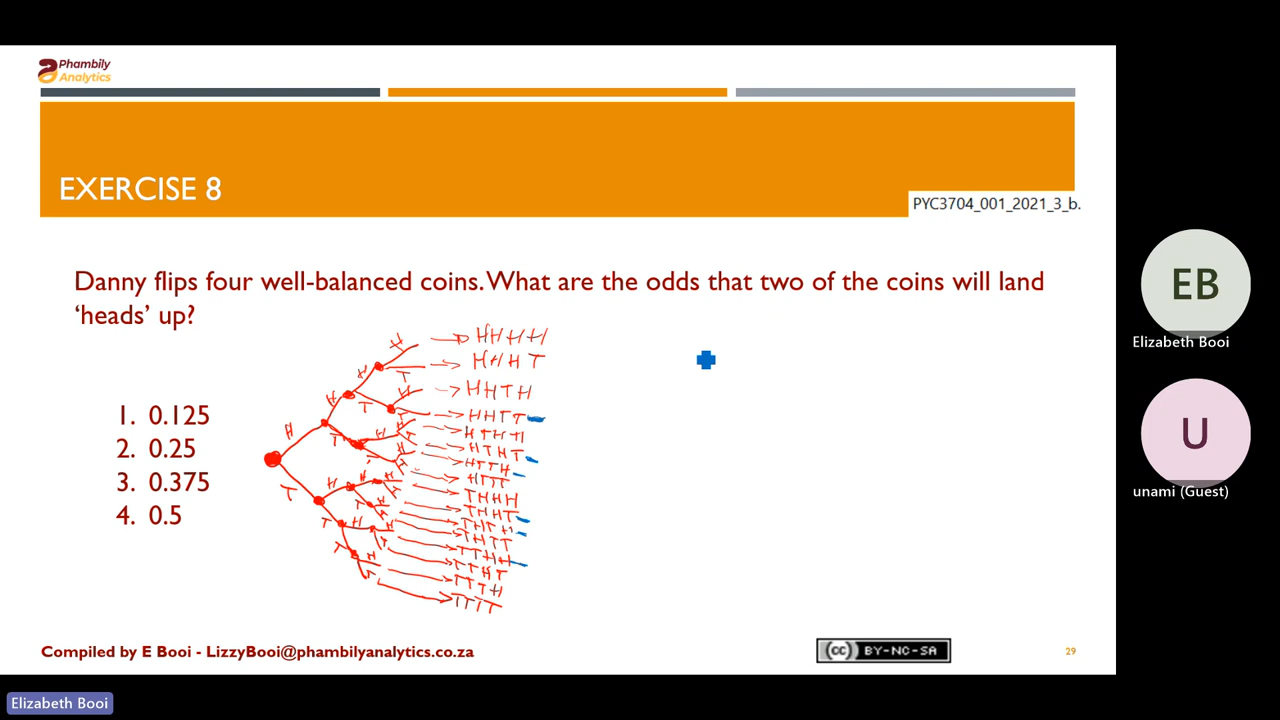 Phambily
Analytics
EXERCISE 8
PYC3704_001_2021_3_b.
Danny flips four well-balanced coins. What are the odds that two of the coins will land
‘heads’ up?
1. 0.125
2. 0.25
3. 0.375
4. 0.5
H
T
H
T
H
T
H
T
H
T
H
T
HHHH
HHHT
HHTH
HHTT
HTHH
HTHT
HTTH
HTTT
THHH
THHT
THTH
THTT
TTHH
TTHT
TTTH
TTTT
EB
Elizabeth Booi
U
unami (Guest)
Compiled by E Booi - LizzyBooi@phambilyanalytics.co.za
cc BY-NC-SA
29
Elizabeth Booi